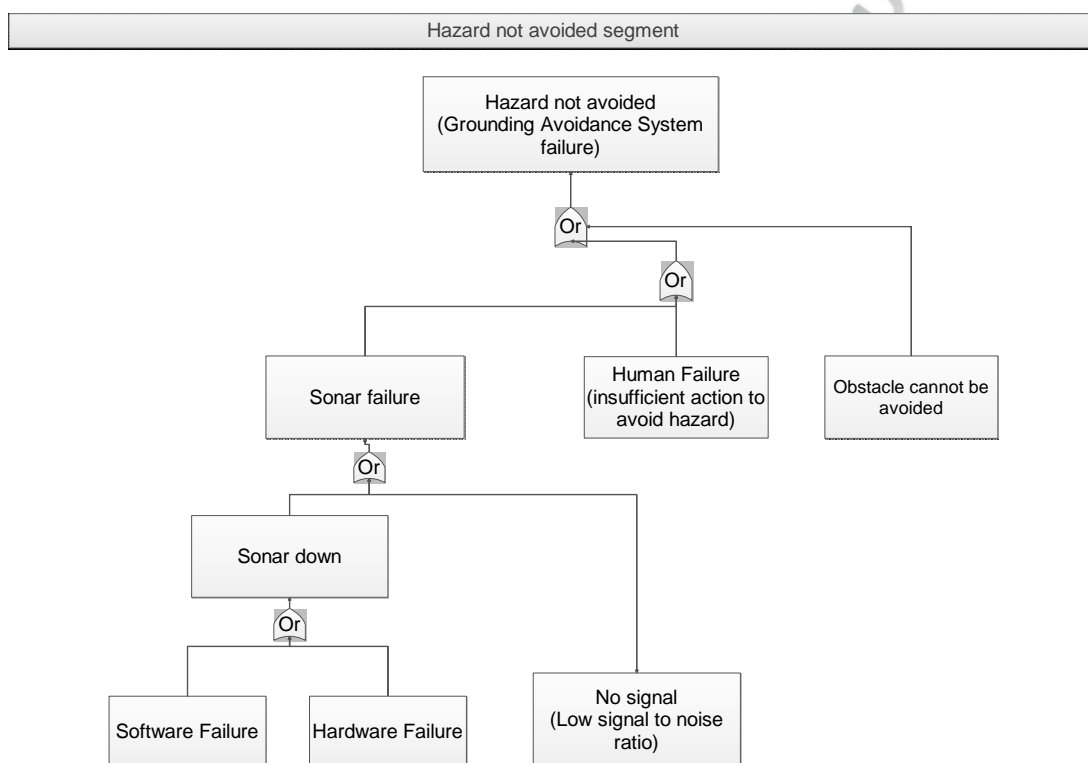 Hazard not avoided segment
Hazard not avoided
(Grounding Avoidance System
failure)
Or
Or
Sonar failure
Human Failure
(insufficient action to
avoid hazard)
Obstacle cannot be
avoided
Or
Sonar down
Or
Software Failure
Hardware Failure
No signal
(Low signal to noise
ratio)